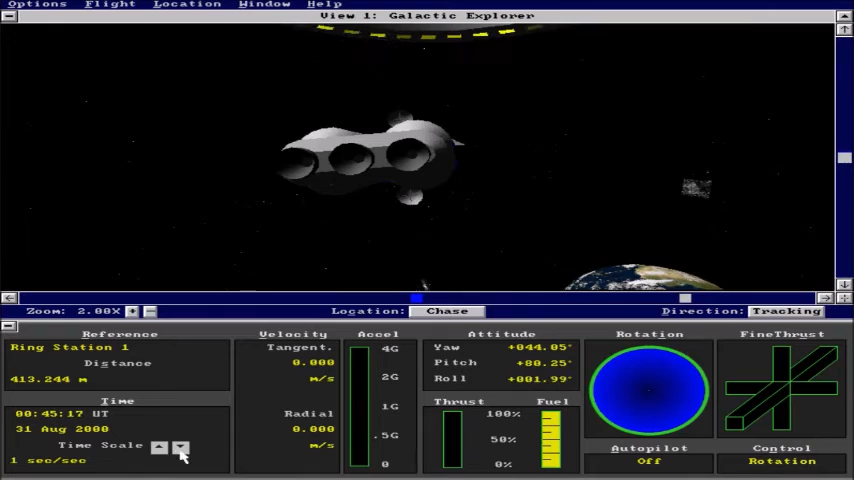 Options Flight Location Window Help
View 1: Galactic Explorer
Zoom: 2.00X + − Location: Chase Direction: Tracking
Reference Velocity Accel Attitude Rotation FineThrust
Ring Station 1
Distance
413.244 m
Tangent.
0.000
m/s
Radial
0.000
m/s
4G
2G
1G
.5G
0
Yaw +044.05°
Pitch +80.25°
Roll +001.99°
Thrust Fuel
100%
50%
0%
Time
00:45:17 UT
31 Aug 2000
Time Scale
1 sec/sec
Autopilot
Off
Control
Rotation